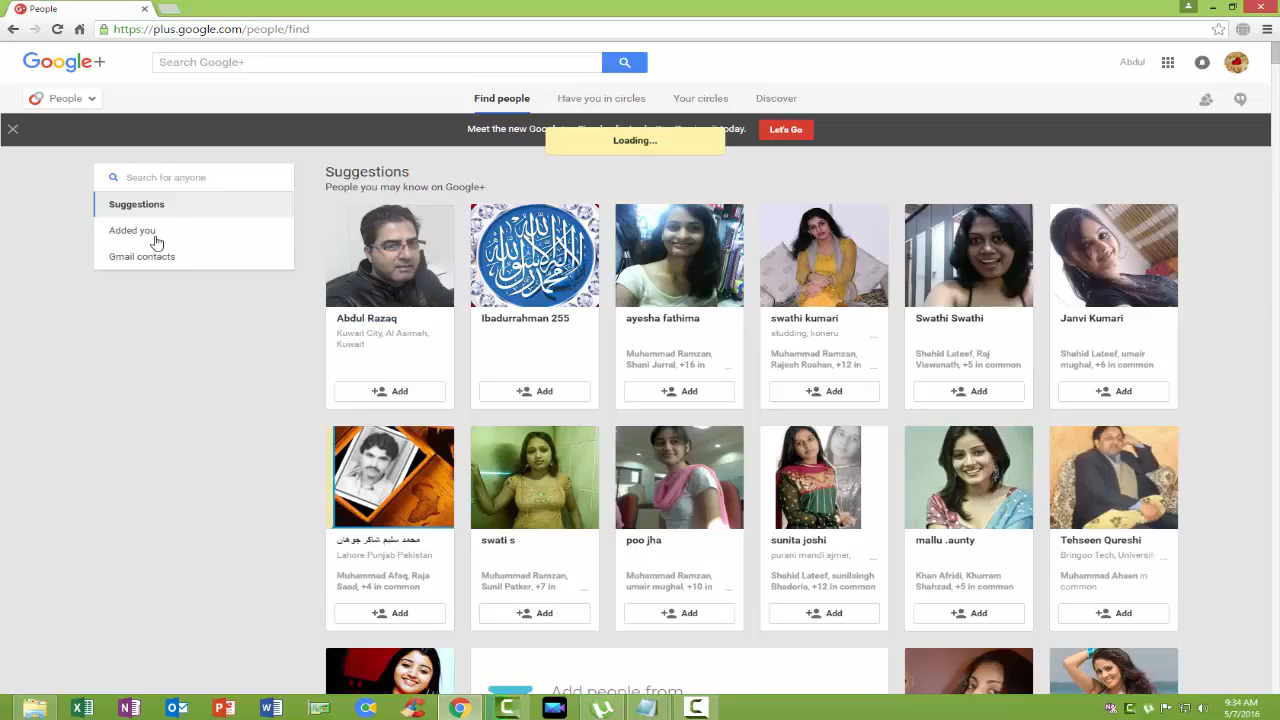 People
https://plus.google.com/people/find
Google+
Search Google+
Abdul
People
Find people
Have you in circles
Your circles
Discover
Meet the new Goo
today.
Let's Go
Loading...
Search for anyone
Suggestions
Added you
Gmail contacts
Suggestions
People you may know on Google+
Abdul Razaq
Kuwait City, Al Asimah,
Kuwait
Add
Ibadurrahman 255
Add
ayesha fathima
Muhammad Ramzan,
Shani Jarral, +16 in
...
Add
swathi kumari
studding, koneru
...
Muhammad Ramzan,
Rajesh Roshan, +12 in
...
Add
Swathi Swathi
Shahid Lateef, Raj
Viswanath, +5 in common
Add
Janvi Kumari
Shahid Lateef, umair
mughal, +6 in common
Add
محمد سلیم شاکر جوهان
Lahore Punjab Pakistan
Muhammad Afaq, Raja
Saad, +4 in common
Add
swati s
Muhammad Ramzan,
Sunil Patker, +7 in
...
Add
poo jha
Muhammad Ramzan,
umair mughal, +10 in
...
Add
sunita joshi
purani mandi ajmer,
...
Shahid Lateef, sunilsingh
Bhadoria, +12 in common
Add
mallu .aunty
Khan Afridi, Khurram
Shahzad, +5 in common
Add
Tehseen Qureshi
Bringoo Tech, Universi
...
Muhammad Ahsan in
common
Add
Add people from
9:34 AM
5/7/2016